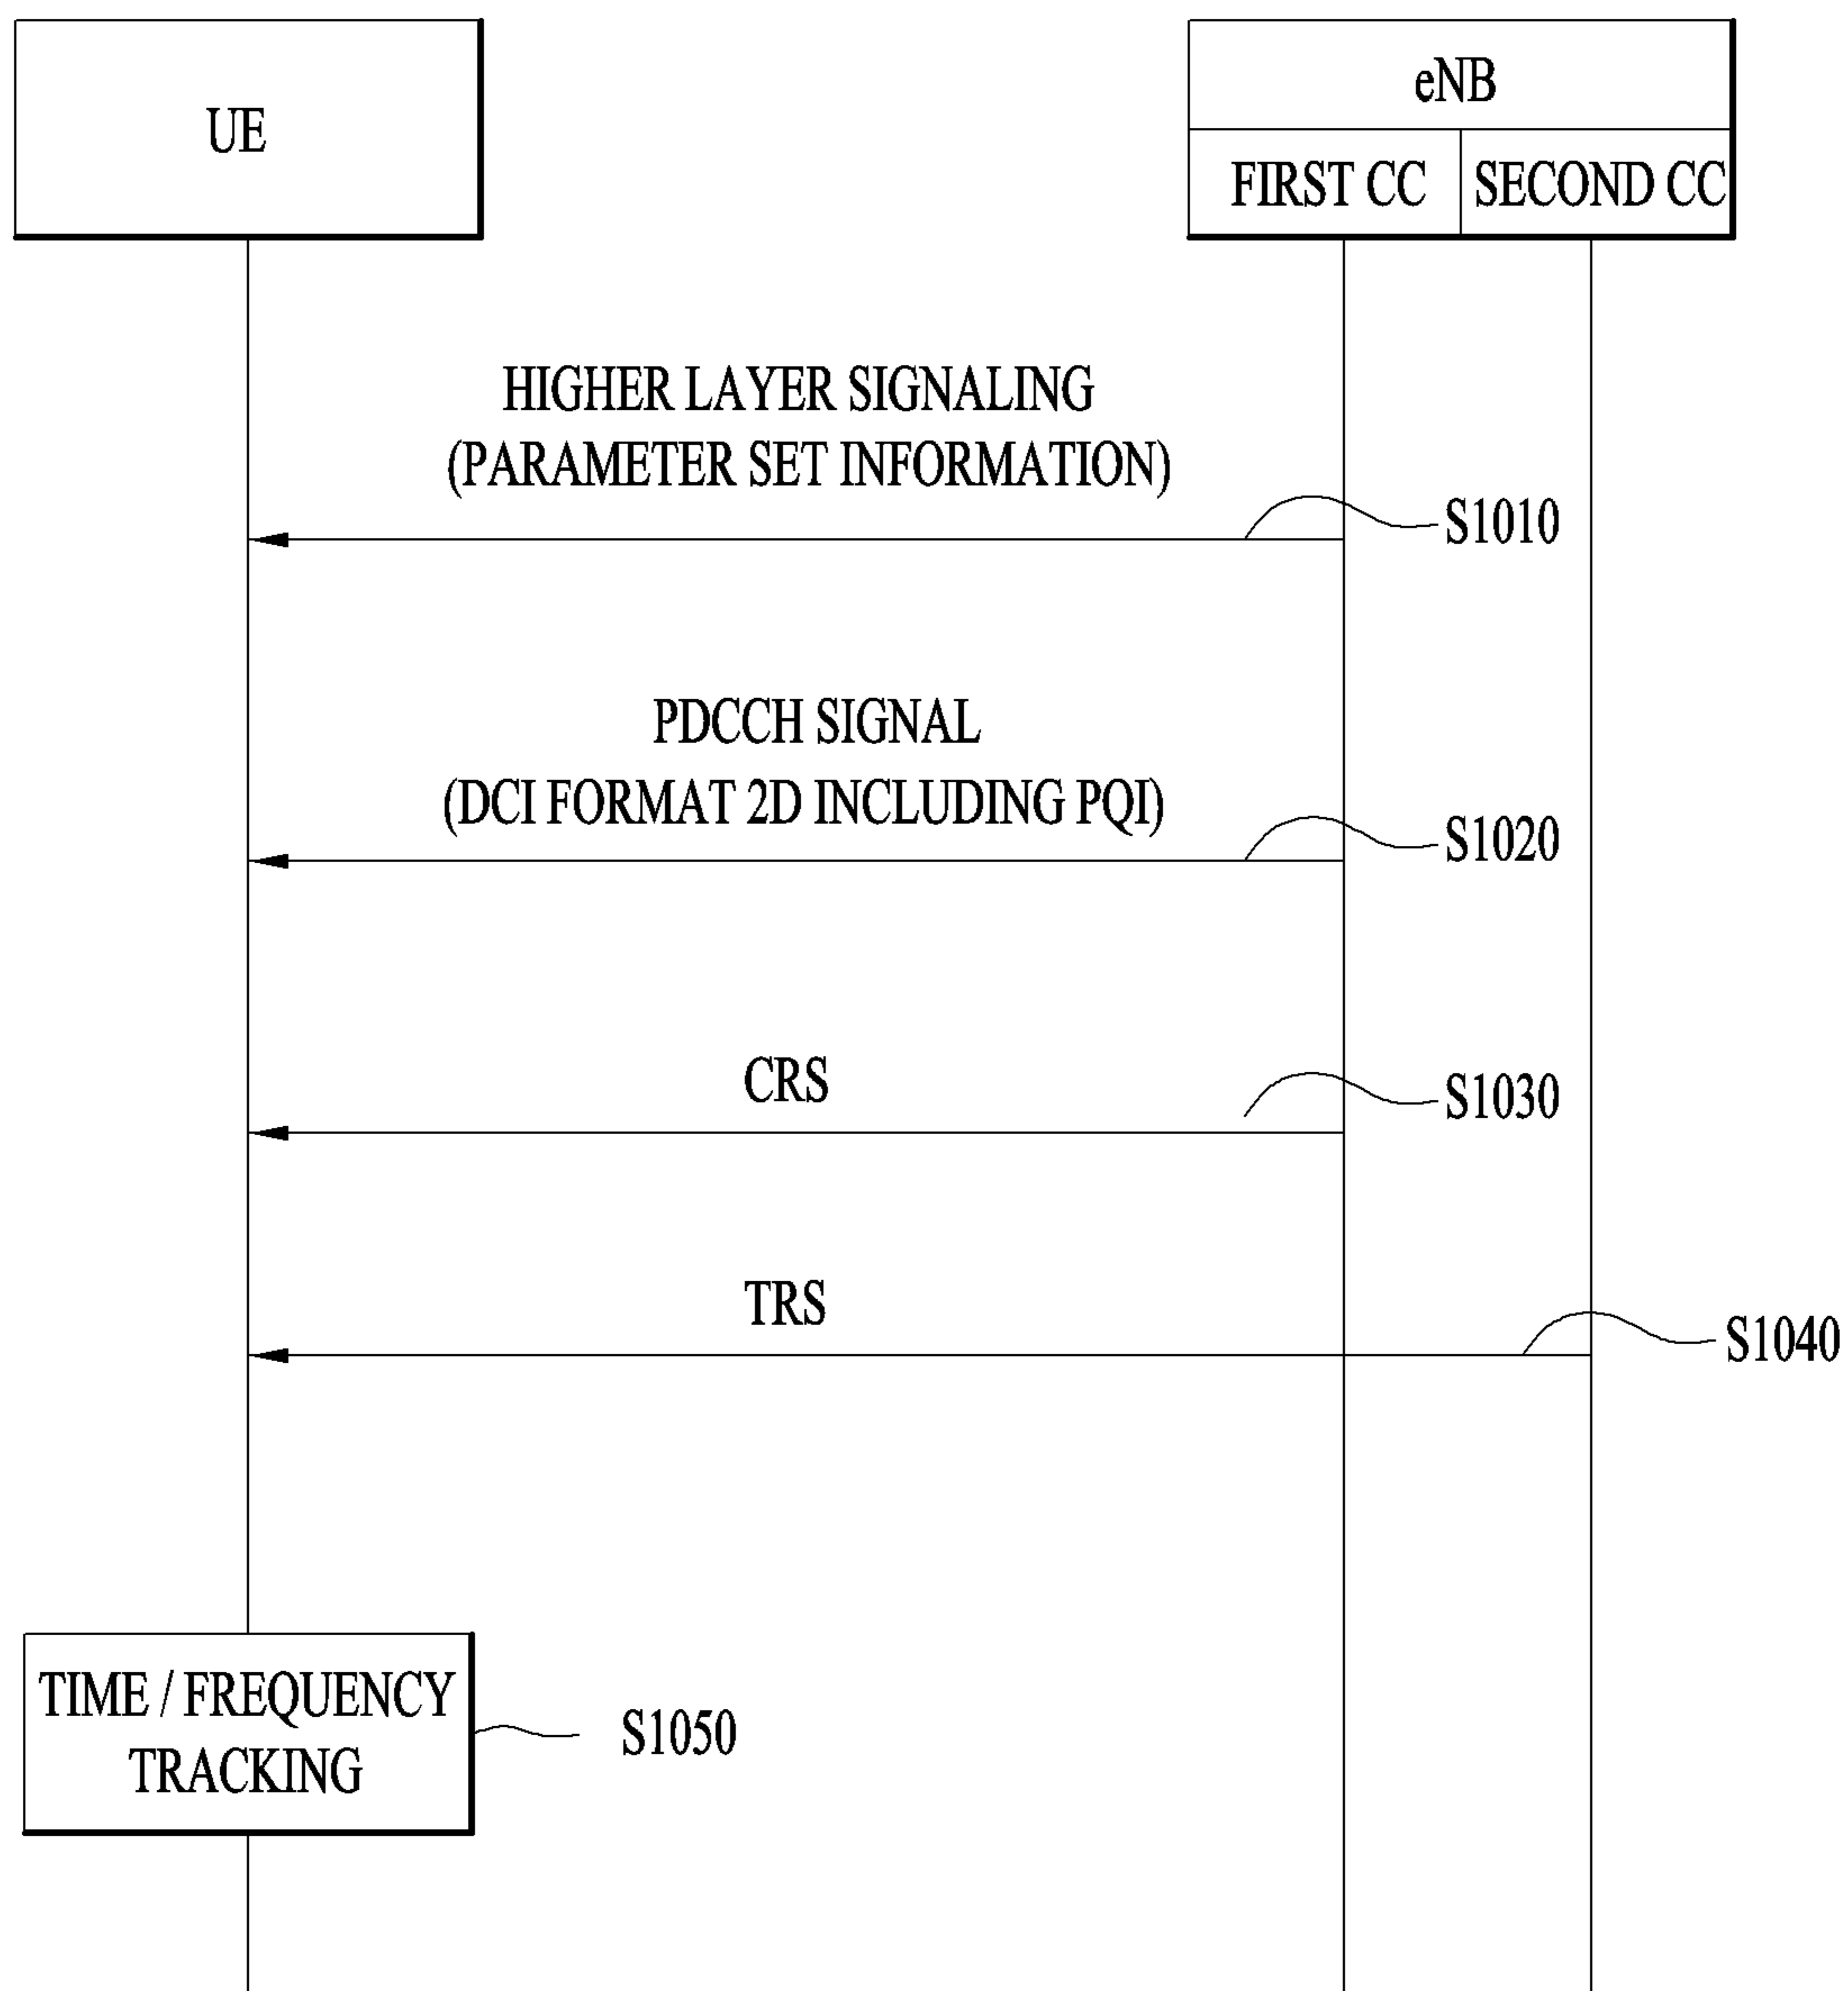 UE
eNB
FIRST CC
SECOND CC
HIGHER LAYER SIGNALING
(PARAMETER SET INFORMATION)
S1010
PDCCH SIGNAL
(DCI FORMAT 2D INCLUDING PQI)
S1020
CRS
S1030
TRS
S1040
TIME / FREQUENCY
TRACKING
S1050